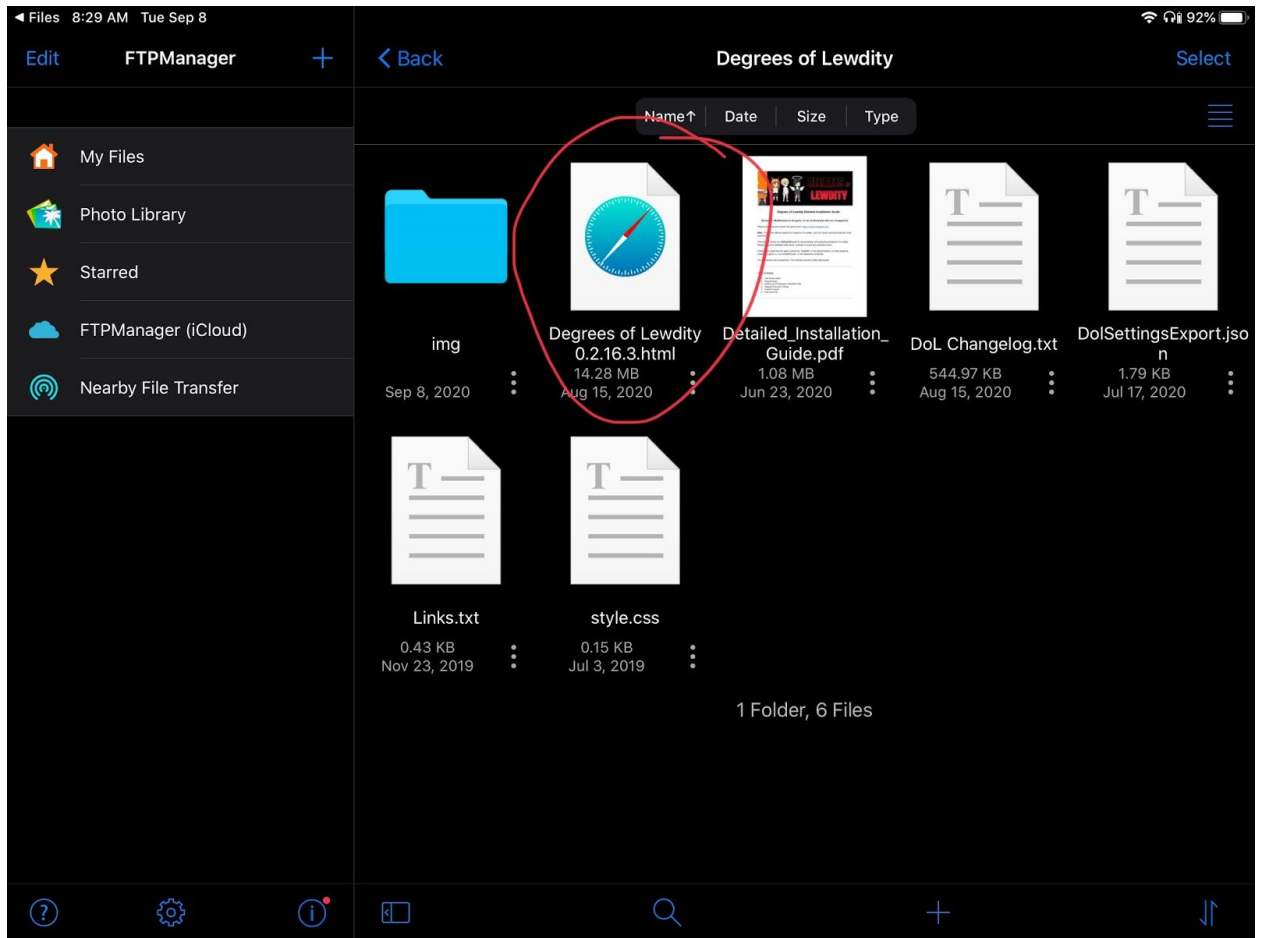 ◀ Files 8:29 AM Tue Sep 8
92%
Edit FTPManager +
Back Degrees of Lewdity Select
Name↑ Date Size Type
My Files
Photo Library
Starred
FTPManager (iCloud)
Nearby File Transfer
img
Sep 8, 2020
Degrees of Lewdity
0.2.16.3.html
14.28 MB
Aug 15, 2020
LEWDITY
Detailed_Installation_
Guide.pdf
1.08 MB
Jun 23, 2020
T
DoL Changelog.txt
544.97 KB
Aug 15, 2020
T
DolSettingsExport.jso
n
1.79 KB
Jul 17, 2020
T
Links.txt
0.43 KB
Nov 23, 2019
T
style.css
0.15 KB
Jul 3, 2019
1 Folder, 6 Files